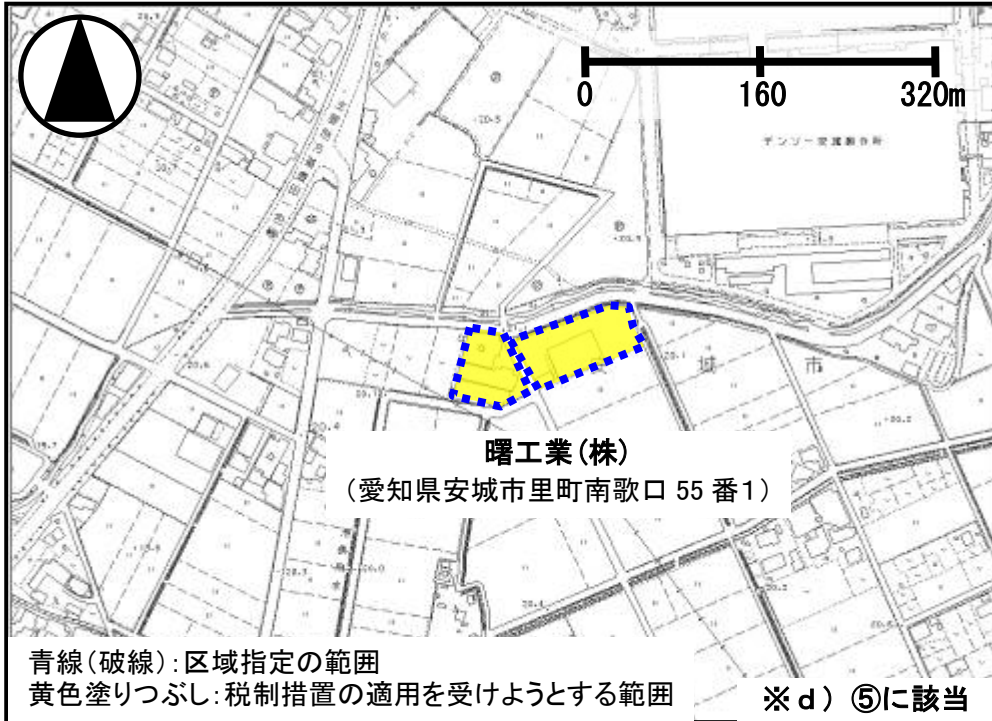 0 160 320m
デンソー安城製作所
城 市
曙工業(株)
(愛知県安城市里町南歌口 55 番1)
青線(破線):区域指定の範囲
黄色塗りつぶし:税制措置の適用を受けようとする範囲
※d) ⑤に該当